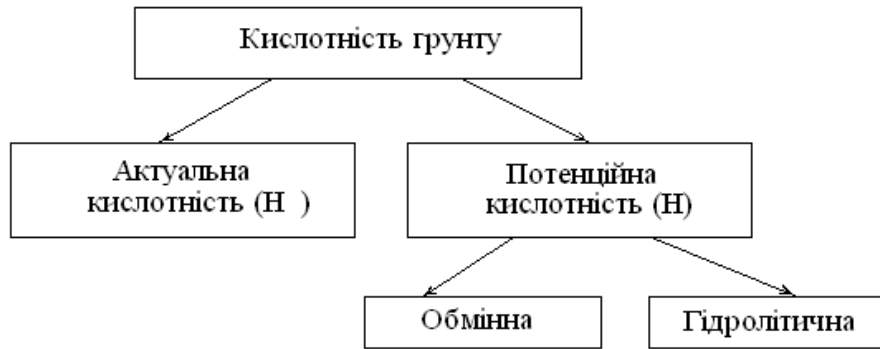 Кислотність грунту
Актуальна
кислотність (Н )
Потенційна
кислотність (Н)
Обмінна
Гідролітична